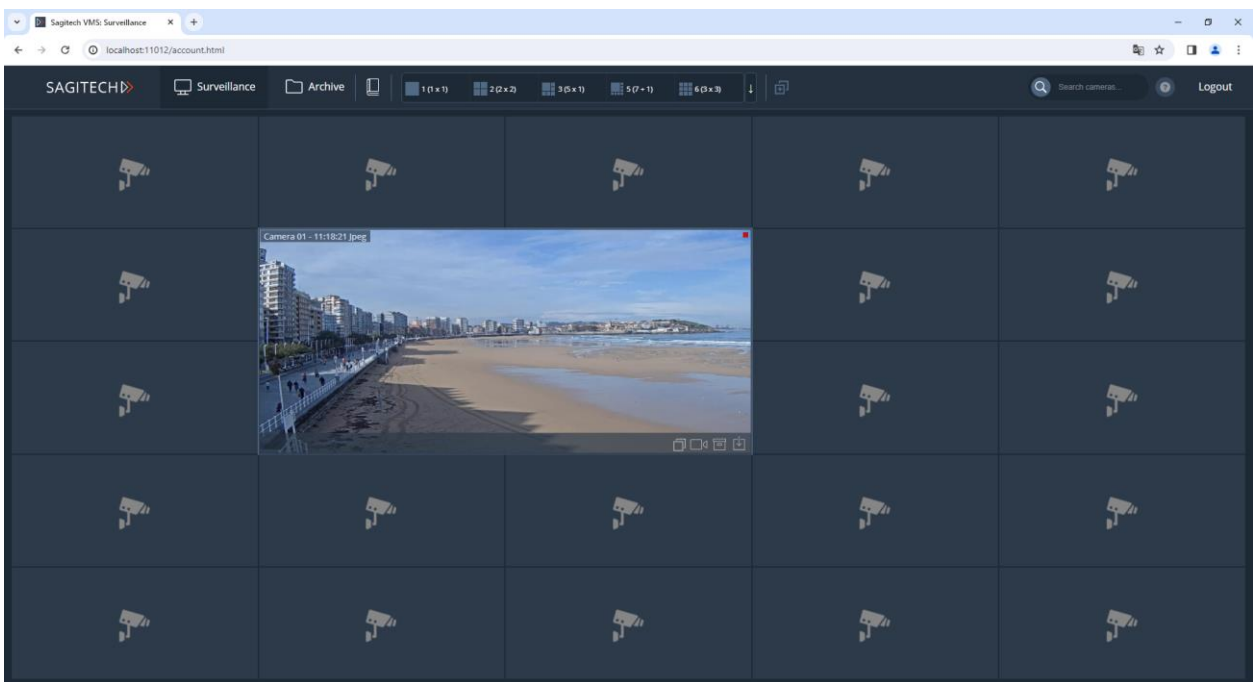 Sagitech VMS: Surveillance
localhost:11012/account.html
SAGITECH
Surveillance
Archive
1 (1 x 1)
2 (2 x 2)
3 (5 x 1)
5 (7 + 1)
6 (3 x 3)
Search cameras...
Logout
Camera 01 - 11:18:21 Jpeg